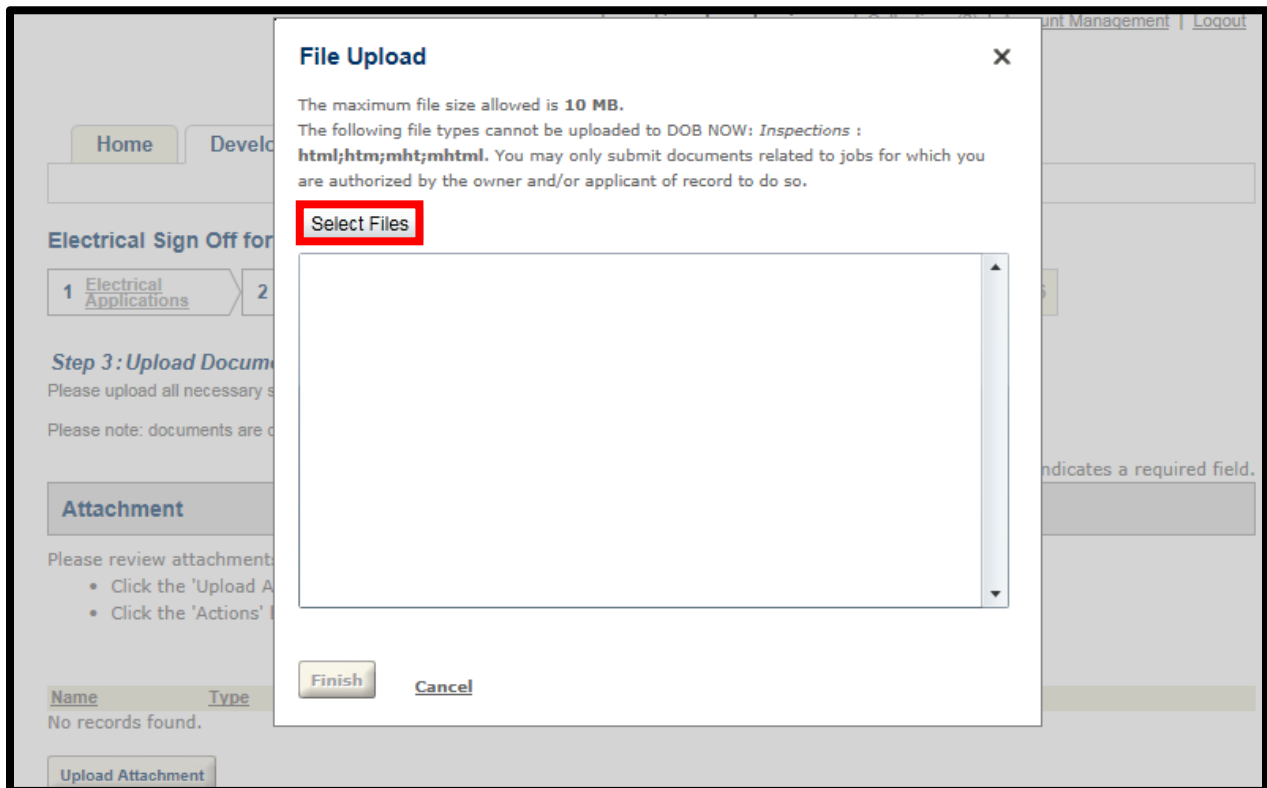 unt Management | Logout
File Upload
The maximum file size allowed is 10 MB.
The following file types cannot be uploaded to DOB NOW: Inspections :
html;htm;mht;mhtml. You may only submit documents related to jobs for which you
are authorized by the owner and/or applicant of record to do so.
Home Develo
Select Files
Electrical Sign Off for
1 Electrical
Applications
2
Step 3:Upload Docume
Please upload all necessary s
Please note: documents are
ndicates a required field.
Attachment
Please review attachments
• Click the 'Upload A
• Click the 'Actions'
Finish Cancel
Name Type
No records found.
Upload Attachment